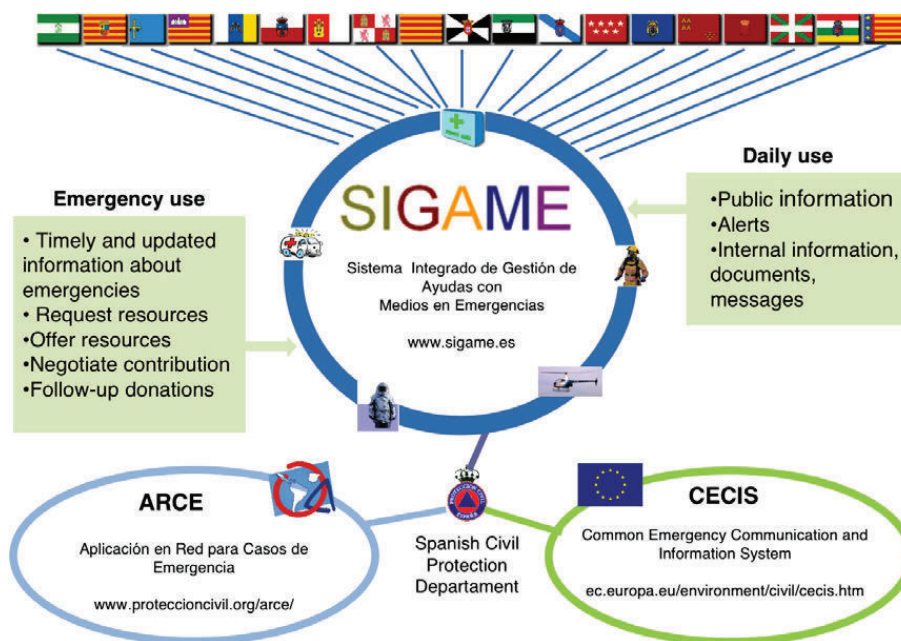 SIGAME
Sistema Integrado de Gestión de
Ayudas con
Medios en Emergencias
www.sigame.es
Emergency use
• Timely and updated
information about
emergencies
• Request resources
•Offer resources
•Negotiate contribution
•Follow-up donations
Daily use
•Public information
•Alerts
•Internal information,
documents,
messages
ARCE
Aplicación en Red para Casos de
Emergencia
www.proteccioncivil.org/arce/
PROTECCION CIVIL
ESPAÑA
Spanish Civil
Protection
Departament
CECIS
Common Emergency Communication and
Information System
ec.europa.eu/environment/civil/cecis.htm